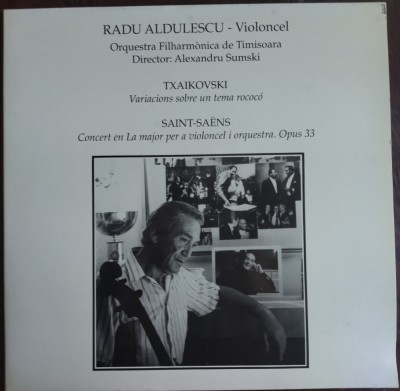 RADU ALDULESCU - Violoncel
Orquestra Filharmònica de Timisoara
Director: Alexandru Sumski
TXAIKOVSKI
Variacions sobre un tema rococó
SAINT-SAËNS
Concert en La major per a violoncel i orquestra. Opus 33